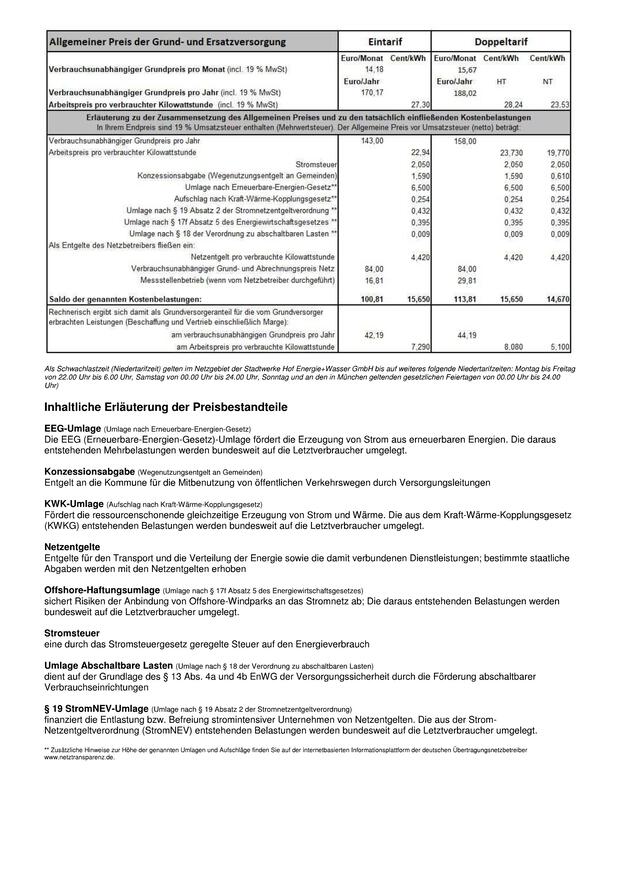 Allgemeiner Preis der Grund- und Ersatzversorgung Eintarif Doppeltarif
Euro/Monat Cent/kWh Euro/Monat Cent/kWh Cent/kWh
Verbrauchsunabhängiger Grundpreis pro Monat (incl. 19 % MwSt) 14,18 15,67
Euro/Jahr Euro/Jahr HT NT
Verbrauchsunabhängiger Grundpreis pro Jahr (incl. 19 % MwSt) 170,17 188,02
Arbeitspreis pro verbrauchter Kilowattstunde (incl. 19 % MwSt) 27,30 28,24 23,53
Erläuterung zu der Zusammensetzung des Allgemeinen Preises und zu den tatsächlich einfließenden Kostenbelastungen
In Ihrem Endpreis sind 19 % Umsatzsteuer enthalten (Mehrwertsteuer). Der Allgemeine Preis vor Umsatzsteuer (netto) beträgt:
Verbrauchsunabhängiger Grundpreis pro Jahr 143,00 158,00
Arbeitspreis pro verbrauchter Kilowattstunde 22,94 23,730 19,770
Stromsteuer 2,050 2,050 2,050
Konzessionsabgabe (Wegenutzungsentgelt an Gemeinden) 1,590 1,590 0,610
Umlage nach Erneuerbare-Energien-Gesetz** 6,500 6,500 6,500
Aufschlag nach Kraft-Wärme-Kopplungsgesetz** 0,254 0,254 0,254
Umlage nach § 19 Absatz 2 der Stromnetzentgeltverordnung ** 0,432 0,432 0,432
Umlage nach § 17f Absatz 5 des Energiewirtschaftsgesetzes ** 0,395 0,395 0,395
Umlage nach § 18 der Verordnung zu abschaltbaren Lasten ** 0,009 0,009 0,009
Als Entgelte des Netzbetreibers fließen ein:
Netzentgelt pro verbrauchte Kilowattstunde 4,420 4,420 4,420
Verbrauchsunabhängiger Grund- und Abrechnungspreis Netz 84,00 84,00
Messstellenbetrieb (wenn vom Netzbetreiber durchgeführt) 16,81 29,81
Saldo der genannten Kostenbelastungen: 100,81 15,650 113,81 15,650 14,670
Rechnerisch ergibt sich damit als Grundversorgeranteil für die vom Grundversorger
erbrachten Leistungen (Beschaffung und Vertrieb einschließlich Marge):
am verbrauchsunabhängigen Grundpreis pro Jahr 42,19 44,19
am Arbeitspreis pro verbrauchte Kilowattstunde 7,290 8,080 5,100
Als Schwachlastzeit (Niedertarifzeit) gelten im Netzgebiet der Stadtwerke Hof Energie+Wasser GmbH bis auf weiteres folgende Niedertarifzeiten: Montag bis Freitag
von 22.00 Uhr bis 6.00 Uhr, Samstag von 00.00 Uhr bis 24.00 Uhr, Sonntag und an den in München geltenden gesetzlichen Feiertagen von 00.00 Uhr bis 24.00
Uhr)
Inhaltliche Erläuterung der Preisbestandteile
EEG-Umlage (Umlage nach Erneuerbare-Energien-Gesetz)
Die EEG (Erneuerbare-Energien-Gesetz)-Umlage fördert die Erzeugung von Strom aus erneuerbaren Energien. Die daraus
entstehenden Mehrbelastungen werden bundesweit auf die Letztverbraucher umgelegt.
Konzessionsabgabe (Wegenutzungsentgelt an Gemeinden)
Entgelt an die Kommune für die Mitbenutzung von öffentlichen Verkehrswegen durch Versorgungsleitungen
KWK-Umlage (Aufschlag nach Kraft-Wärme-Kopplungsgesetz)
Fördert die ressourcenschonende gleichzeitige Erzeugung von Strom und Wärme. Die aus dem Kraft-Wärme-Kopplungsgesetz
(KWKG) entstehenden Belastungen werden bundesweit auf die Letztverbraucher umgelegt.
Netzentgelte
Entgelte für den Transport und die Verteilung der Energie sowie die damit verbundenen Dienstleistungen; bestimmte staatliche
Abgaben werden mit den Netzentgelten erhoben
Offshore-Haftungsumlage (Umlage nach § 17f Absatz 5 des Energiewirtschaftsgesetzes)
sichert Risiken der Anbindung von Offshore-Windparks an das Stromnetz ab; Die daraus entstehenden Belastungen werden
bundesweit auf die Letztverbraucher umgelegt.
Stromsteuer
eine durch das Stromsteuergesetz geregelte Steuer auf den Energieverbrauch
Umlage Abschaltbare Lasten (Umlage nach § 18 der Verordnung zu abschaltbaren Lasten)
dient auf der Grundlage des § 13 Abs. 4a und 4b EnWG der Versorgungssicherheit durch die Förderung abschaltbarer
Verbrauchseinrichtungen
§ 19 StromNEV-Umlage (Umlage nach § 19 Absatz 2 der Stromnetzentgeltverordnung)
finanziert die Entlastung bzw. Befreiung stromintensiver Unternehmen von Netzentgelten. Die aus der Strom-
Netzentgeltverordnung (StromNEV) entstehenden Belastungen werden bundesweit auf die Letztverbraucher umgelegt.
** Zusätzliche Hinweise zur Höhe der genannten Umlagen und Aufschläge finden Sie auf der internetbasierten Informationsplattform der deutschen Übertragungsnetzbetreiber
www.netztransparenz.de.